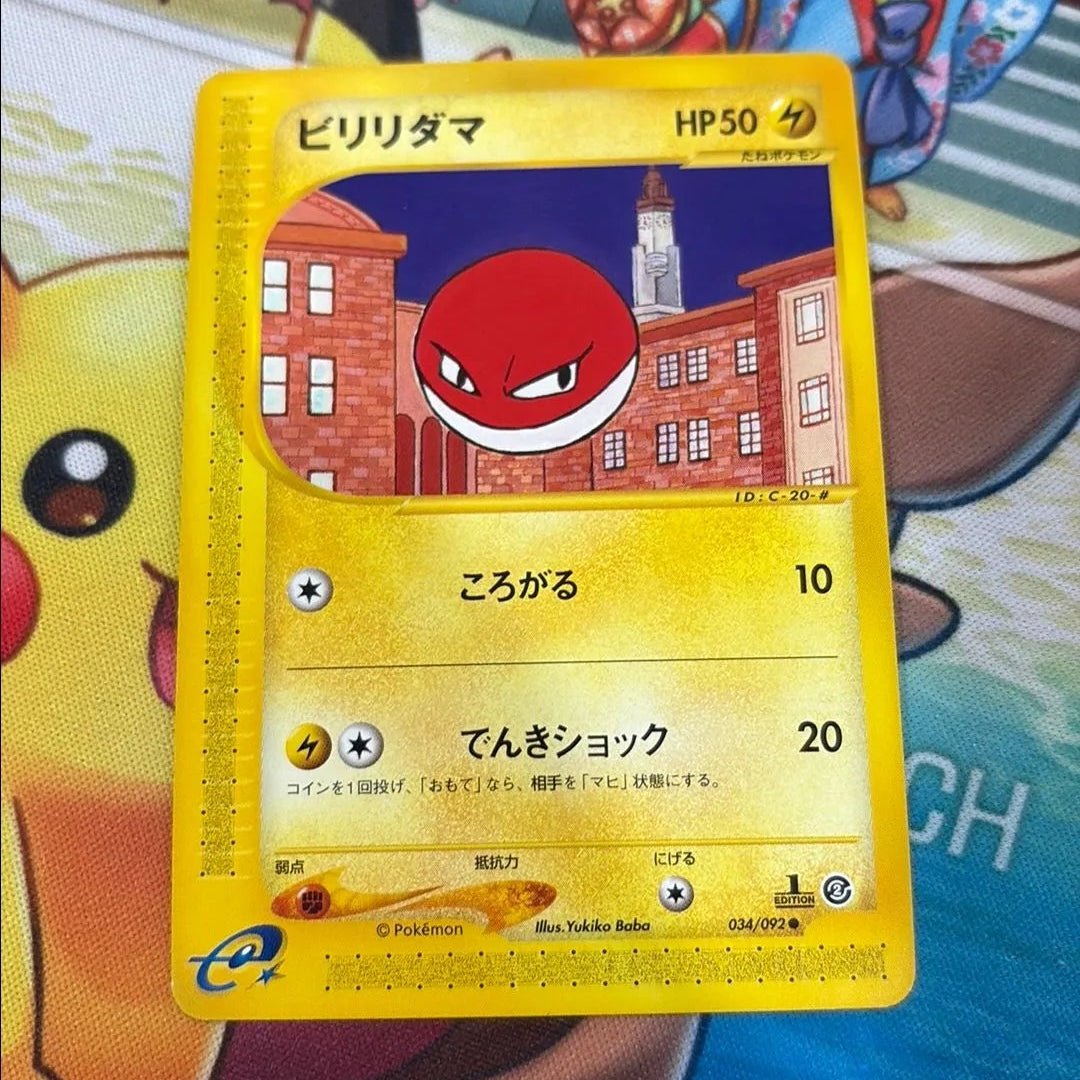 ビリリダマ HP50
たねポケモン
ID:C-20-#
ころがる 10
でんきショック 20
コインを1回投げ、「おもて」なら、相手を「マヒ」状態にする。
弱点 抵抗力 にげる
1 EDITION 2
© Pokémon Illus.Yukiko Baba 034/092
e
CH